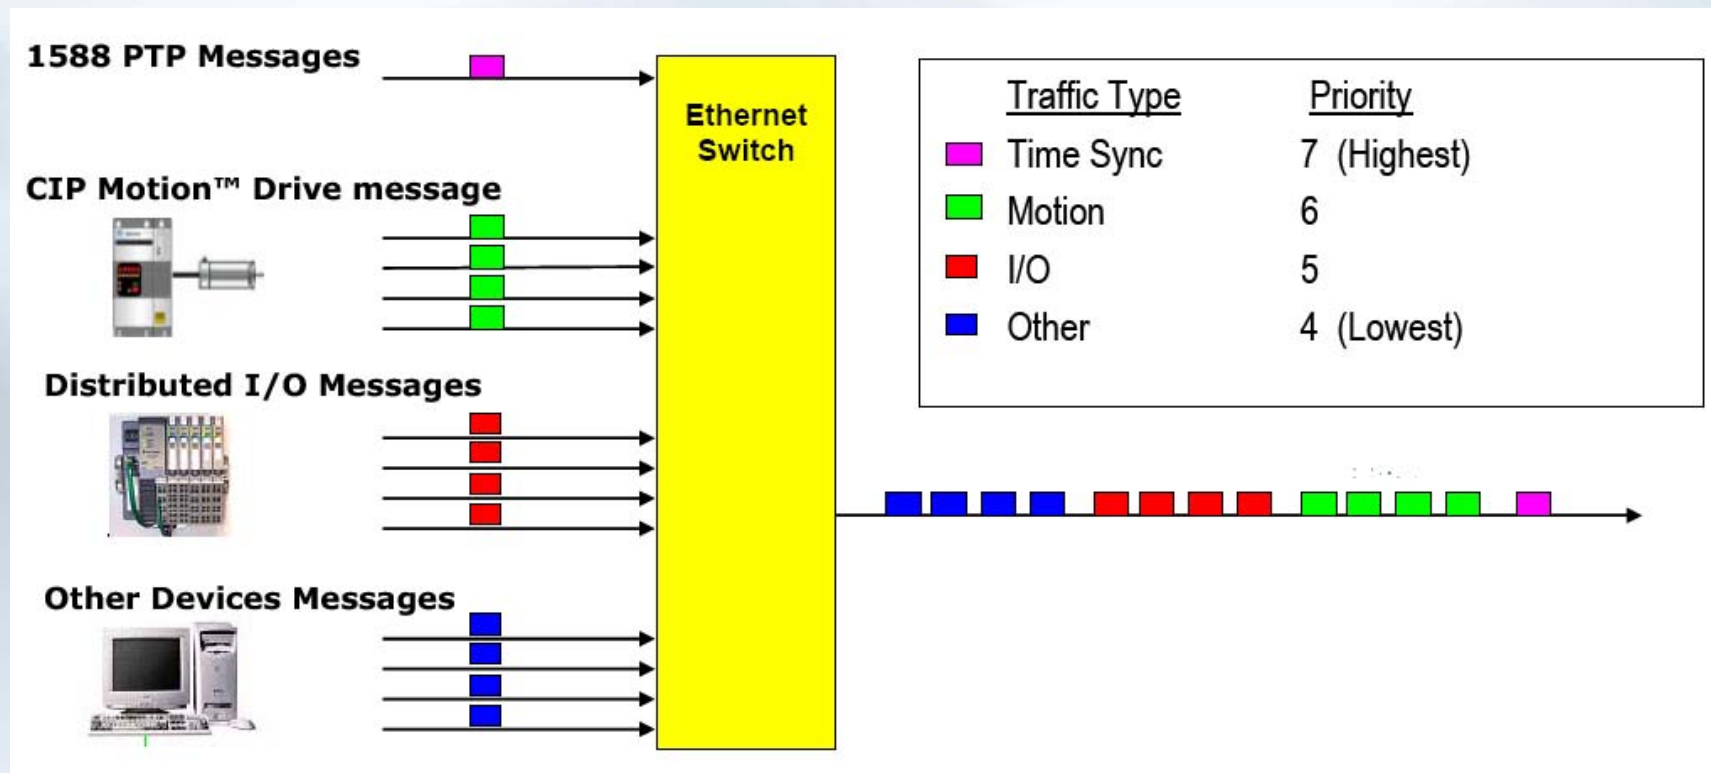 1588 PTP Messages
CIP Motion™ Drive message
Distributed I/O Messages
Other Devices Messages
Ethernet
Switch
Traffic Type Priority
Time Sync 7 (Highest)
Motion 6
I/O 5
Other 4 (Lowest)